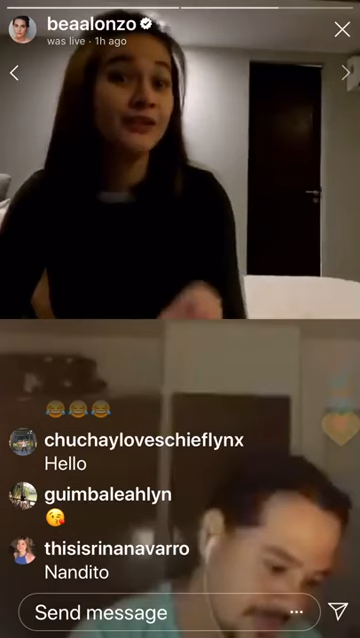 beaalonzo
was live · 1h ago
😂😂😂
chuchayloveschieflynx
Hello
guimbaleahlyn
😘
thisisrinanavarro
Nandito
Send message